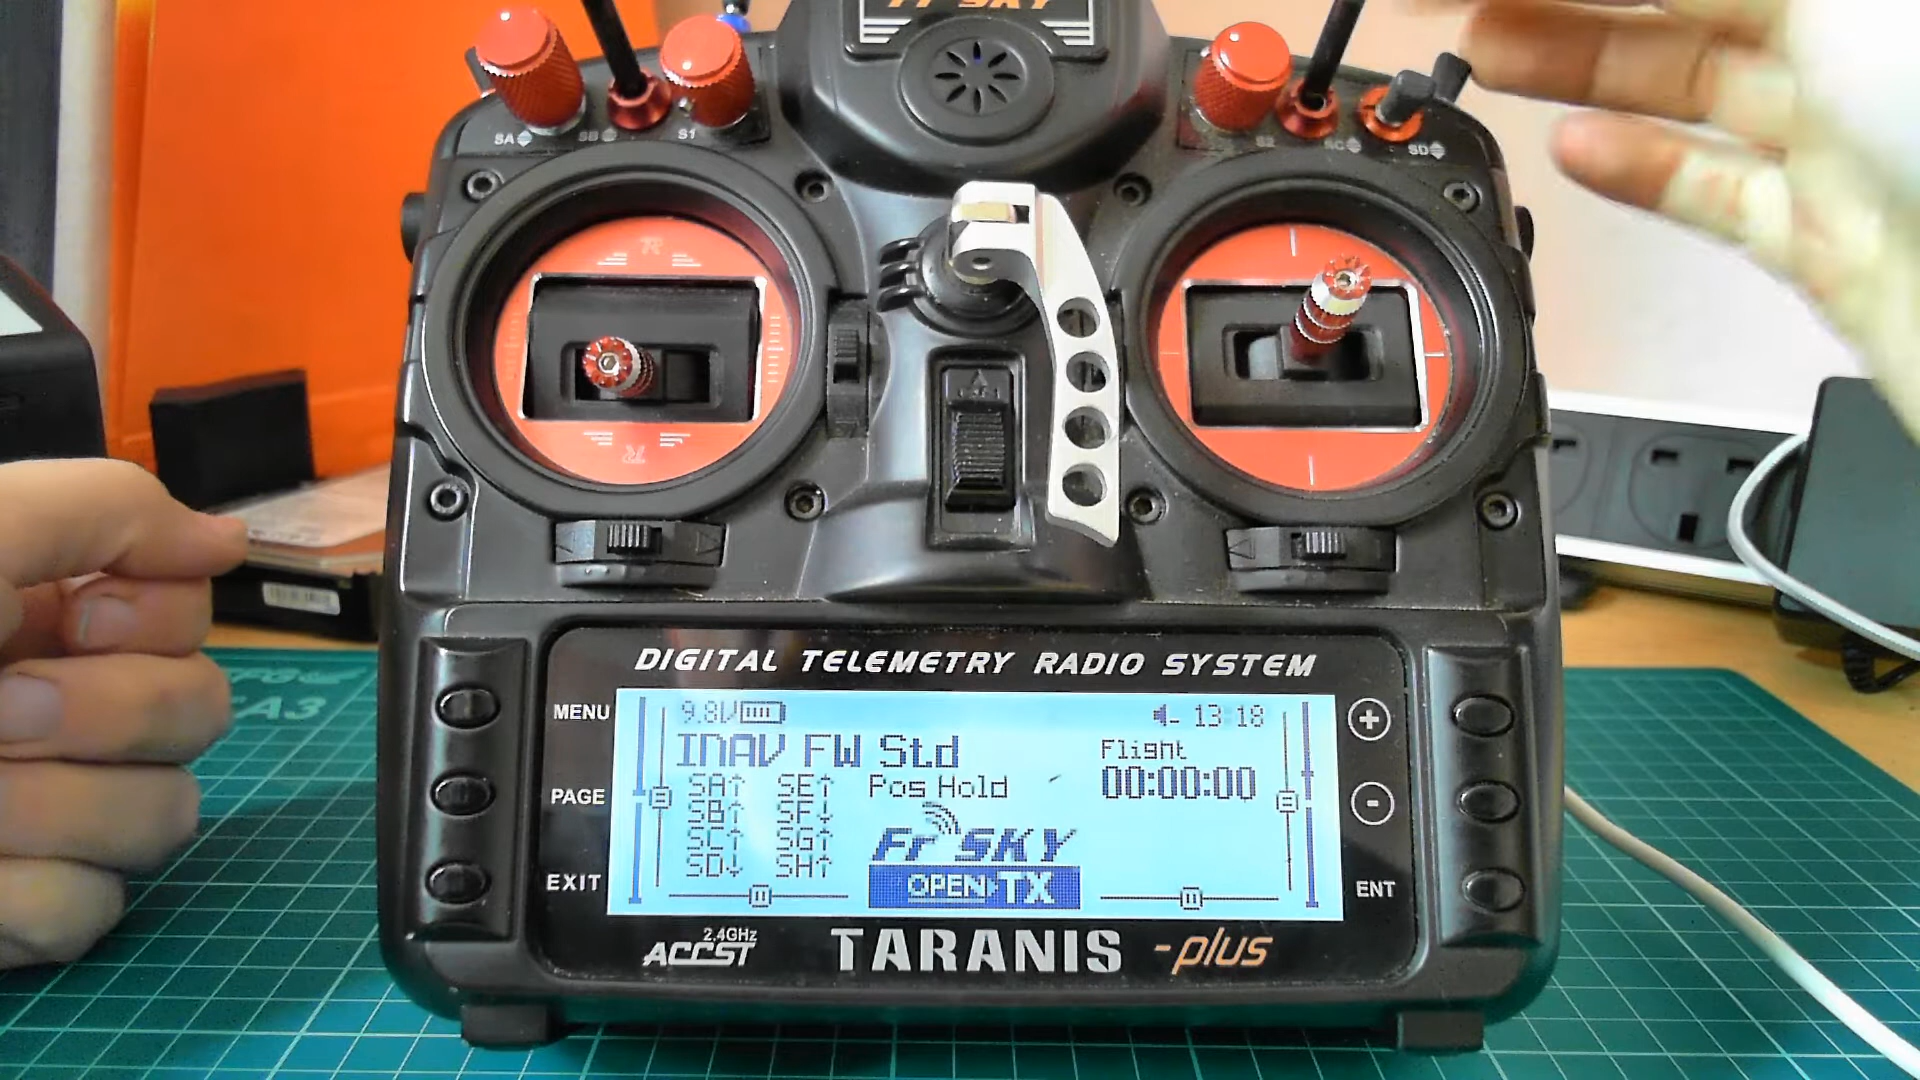 FrSKY
SA SB S1
S2 SC SD
DIGITAL TELEMETRY RADIO SYSTEM
MENU
PAGE
EXIT
ENT
9.8V 13:18
INAV FW Std Flight
00:00:00
SA↑ SE↑ Pos Hold
SB↑ SF↓
SC↑ SG↑
SD↓ SH↑
FrSKY
OPEN TX
2.4GHz
ACCST TARANIS -plus
A3